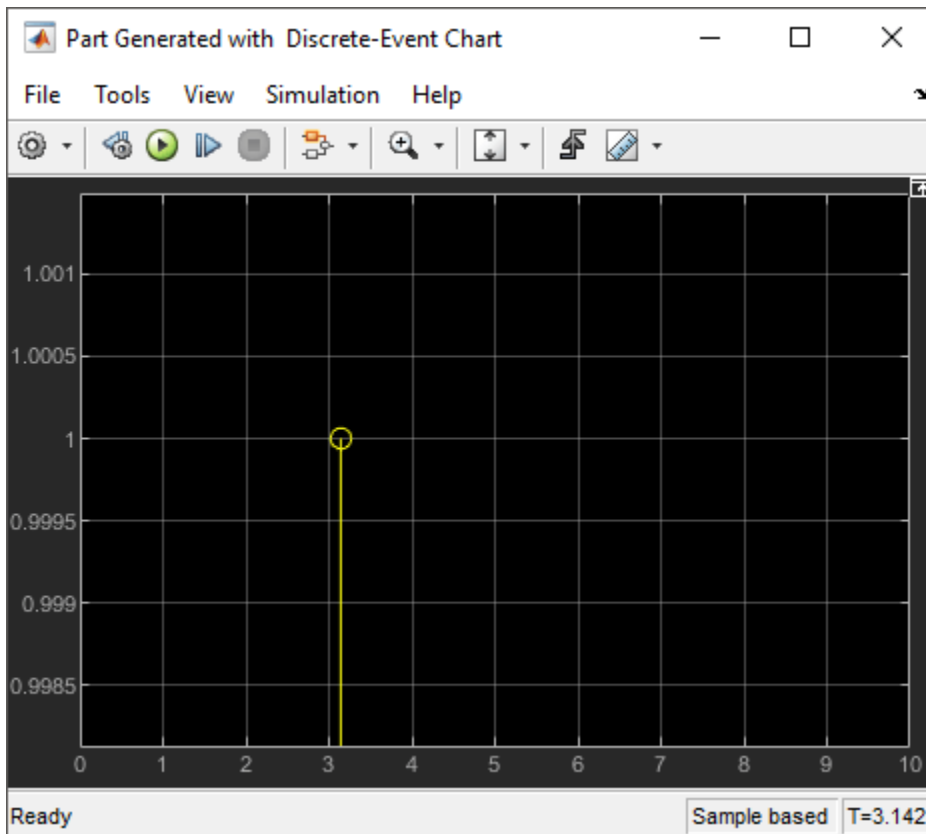 Part Generated with  Discrete-Event Chart
File Tools View Simulation Help
1.001
1.0005
1
0.9995
0.999
0.9985
0 1 2 3 4 5 6 7 8 9 10
Ready Sample based T=3.142